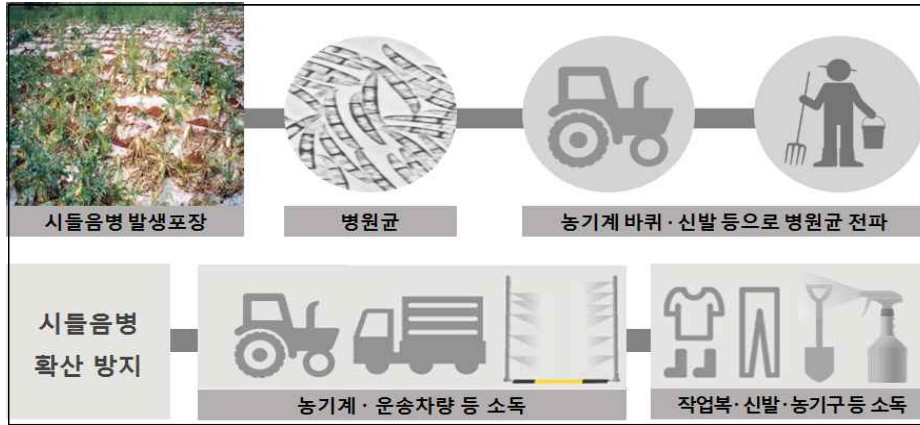 시들음병 발생포장
병원균
농기계 바퀴 · 신발 등으로 병원균 전파
시들음병
확산 방지
농기계 · 운송차량 등 소독
작업복 · 신발 · 농기구 등 소독